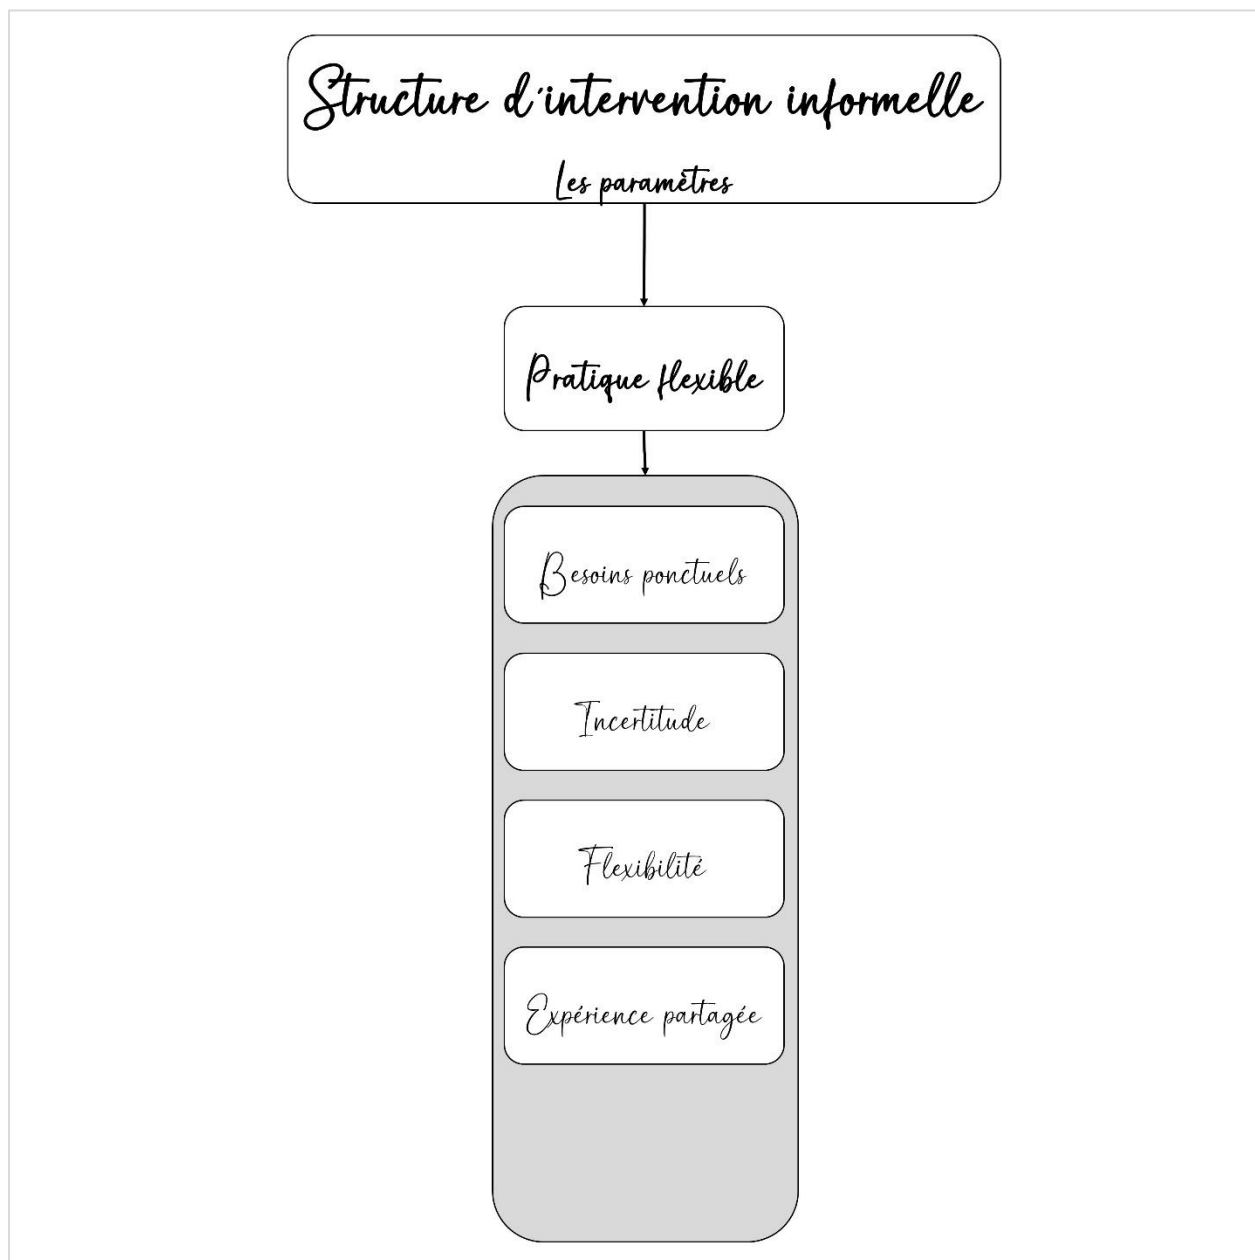 Structure d'intervention informelle
Les paramètres
Pratique flexible
Besoins ponctuels
Incertitude
Flexibilité
Expérience partagée